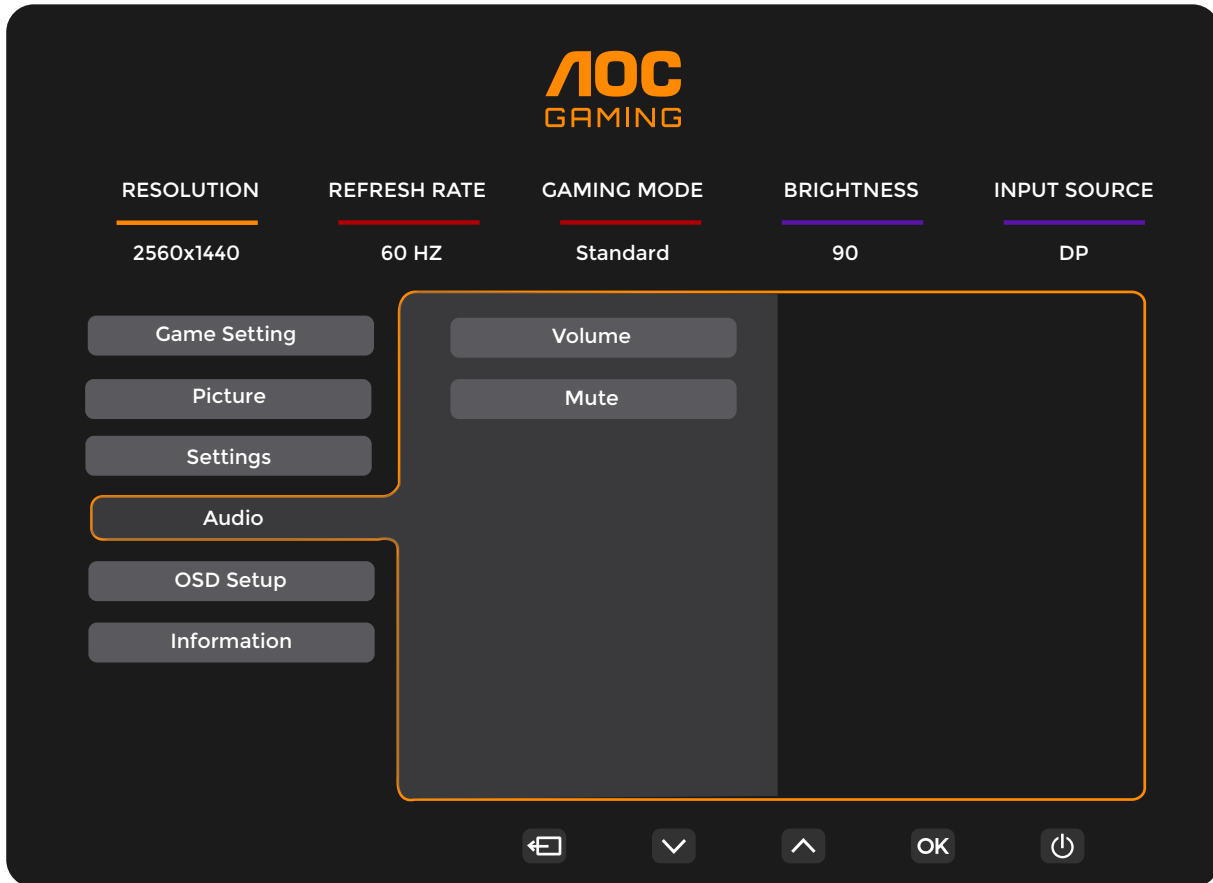 AOC
GAMING
RESOLUTION REFRESH RATE GAMING MODE BRIGHTNESS INPUT SOURCE
2560x1440 60 HZ Standard 90 DP
Game Setting Volume
Picture Mute
Settings
Audio
OSD Setup
Information
OK